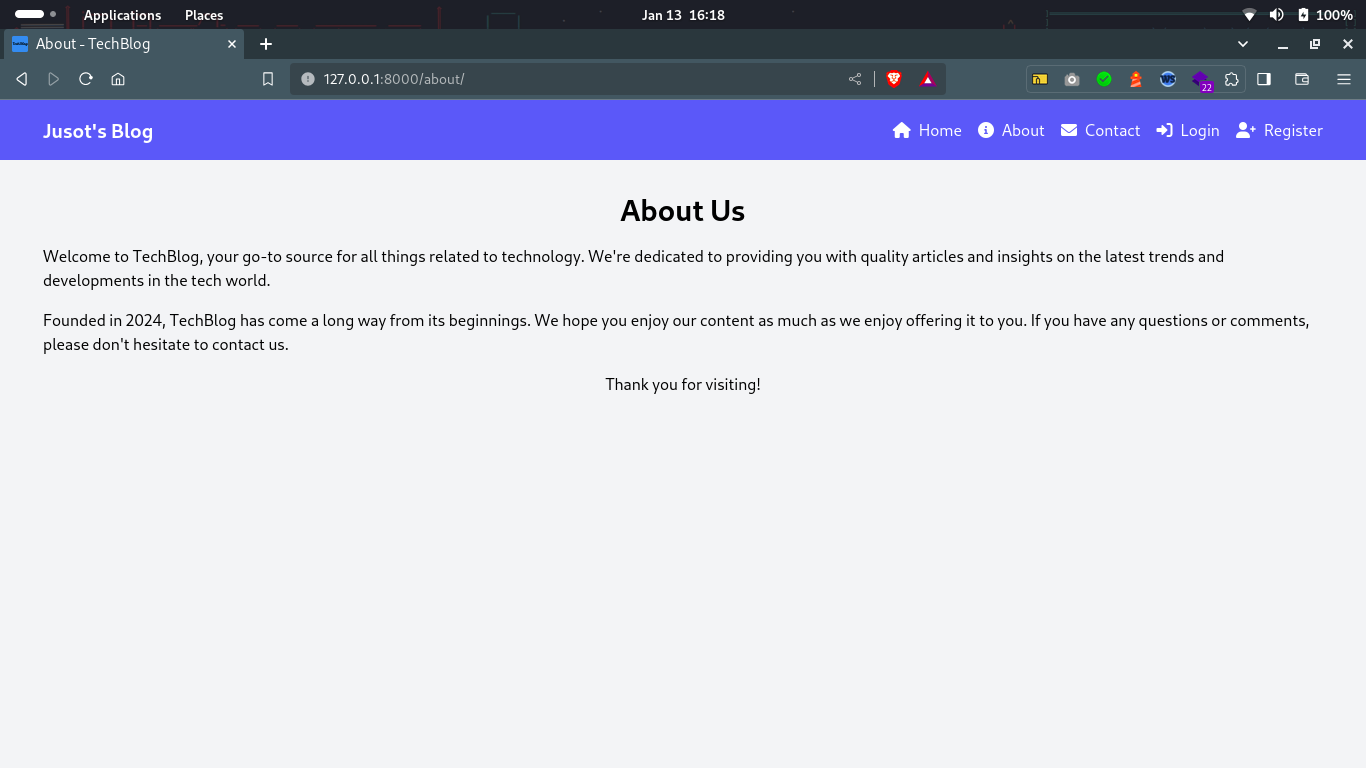 Applications Places Jan 13 16:18 100%
About - TechBlog
127.0.0.1:8000/about/ 22
Jusot's Blog Home About Contact Login Register
About Us
Welcome to TechBlog, your go-to source for all things related to technology. We're dedicated to providing you with quality articles and insights on the latest trends and
developments in the tech world.
Founded in 2024, TechBlog has come a long way from its beginnings. We hope you enjoy our content as much as we enjoy offering it to you. If you have any questions or comments,
please don't hesitate to contact us.
Thank you for visiting!